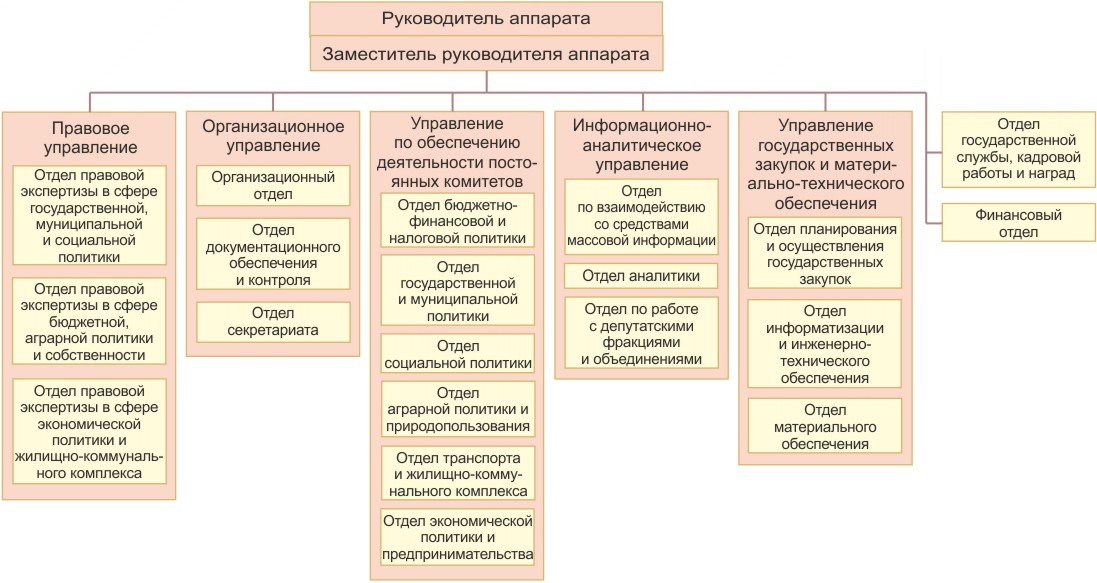 Руководитель аппарата
Заместитель руководителя аппарата
Правовое
управление
Отдел правовой
экспертизы в сфере
государственной,
муниципальной
и социальной
политики
Отдел правовой
экспертизы в сфере
бюджетной,
аграрной политики
и собственности
Отдел правовой
экспертизы в сфере
экономической
политики и
жилищно-коммуналь-
ного комплекса
Организационное
управление
Организационный
отдел
Отдел
документационного
обеспечения
и контроля
Отдел
секретариата
Управление
по обеспечению
деятельности посто-
янных комитетов
Отдел бюджетно-
финансовой и
налоговой политики
Отдел
государственной
и муниципальной
политики
Отдел
социальной политики
Отдел
аграрной политики и
природопользования
Отдел транспорта
и жилищно-комму-
нального комплекса
Отдел экономической
политики и
предпринимательства
Информационно-
аналитическое
управление
Отдел
по взаимодействию
со средствами
массовой информации
Отдел аналитики
Отдел по работе
с депутатскими
фракциями
и объединениями
Управление
государственных
закупок и матери-
ально-технического
обеспечения
Отдел планирования
и осуществления
государственных
закупок
Отдел
информатизации
и инженерно-
технического
обеспечения
Отдел
материального
обеспечения
Отдел
государственной
службы, кадровой
работы и наград
Финансовый
отдел